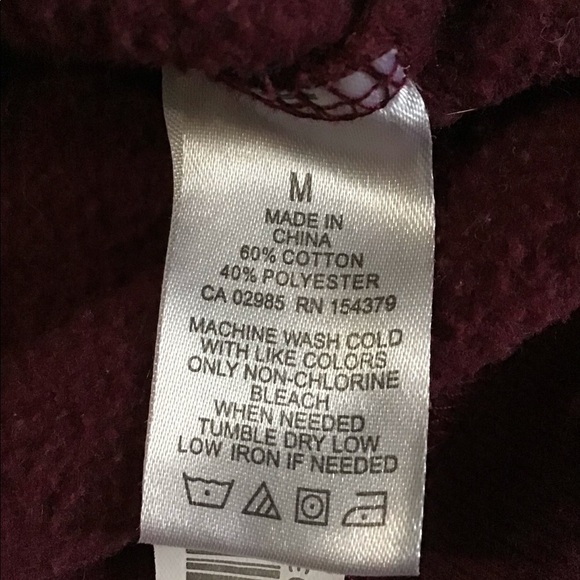 M
MADE IN
CHINA
60% COTTON
40% POLYESTER
CA 02985 RN 154379
MACHINE WASH COLD
WITH LIKE COLORS
ONLY NON-CHLORINE
BLEACH
WHEN NEEDED
TUMBLE DRY LOW
LOW IRON IF NEEDED